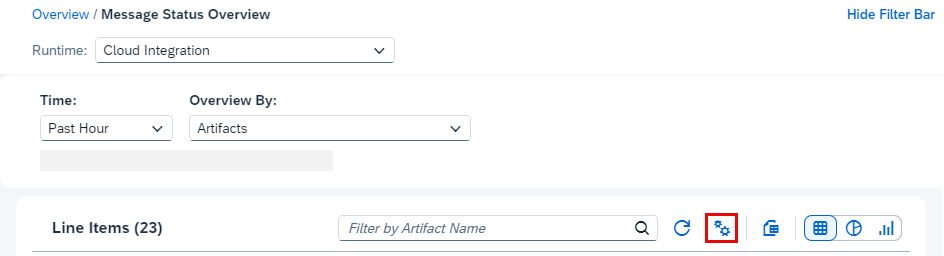 Overview / Message Status Overview
Hide Filter Bar
Runtime: Cloud Integration
Time:
Overview By:
Past Hour
Artifacts
Line Items (23)
Filter by Artifact Name